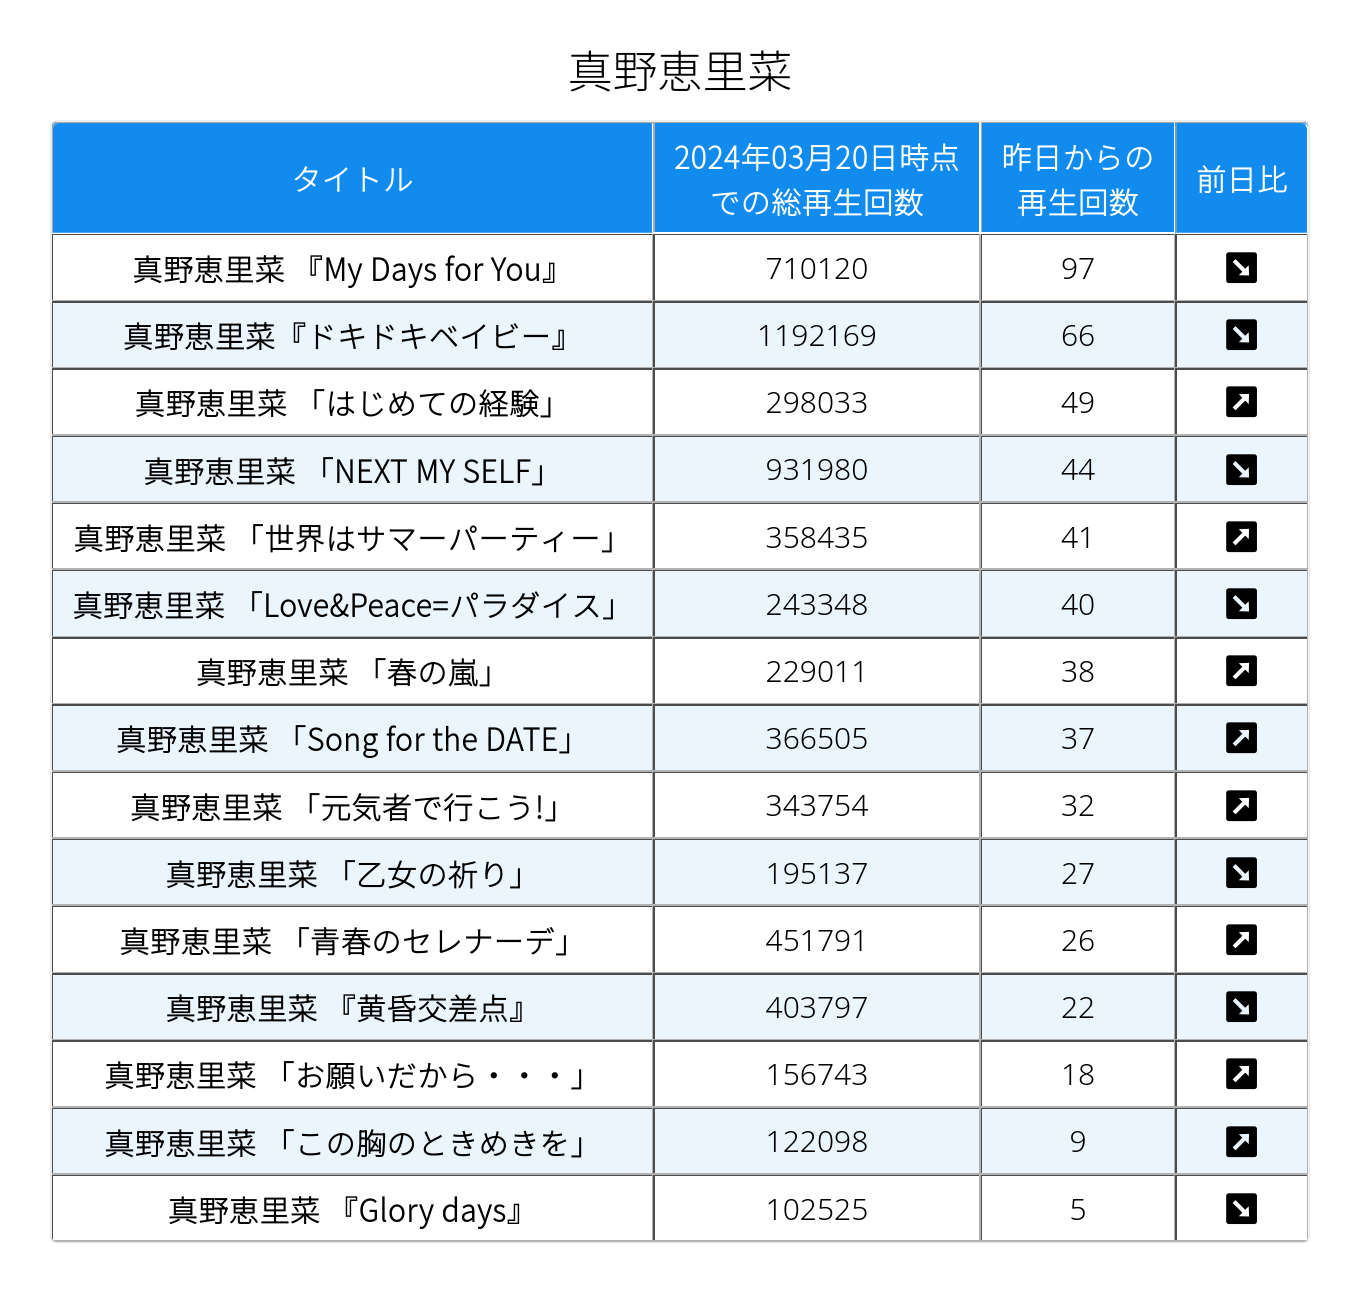 真野恵里菜
タイトル
2024年03月20日時点
での総再生回数
昨日からの
再生回数
前日比
真野恵里菜 『My Days for You』 710120 97 ↘
真野恵里菜『ドキドキベイビー』 1192169 66 ↘
真野恵里菜 「はじめての経験」 298033 49 ↗
真野恵里菜 「NEXT MY SELF」 931980 44 ↘
真野恵里菜 「世界はサマーパーティー」 358435 41 ↗
真野恵里菜 「Love&Peace=パラダイス」 243348 40 ↘
真野恵里菜 「春の嵐」 229011 38 ↗
真野恵里菜 「Song for the DATE」 366505 37 ↗
真野恵里菜 「元気者で行こう!」 343754 32 ↗
真野恵里菜 「乙女の祈り」 195137 27 ↘
真野恵里菜 「青春のセレナーデ」 451791 26 ↗
真野恵里菜 『黄昏交差点』 403797 22 ↘
真野恵里菜 「お願いだから・・・」 156743 18 ↗
真野恵里菜 「この胸のときめきを」 122098 9 ↗
真野恵里菜 『Glory days』 102525 5 ↘